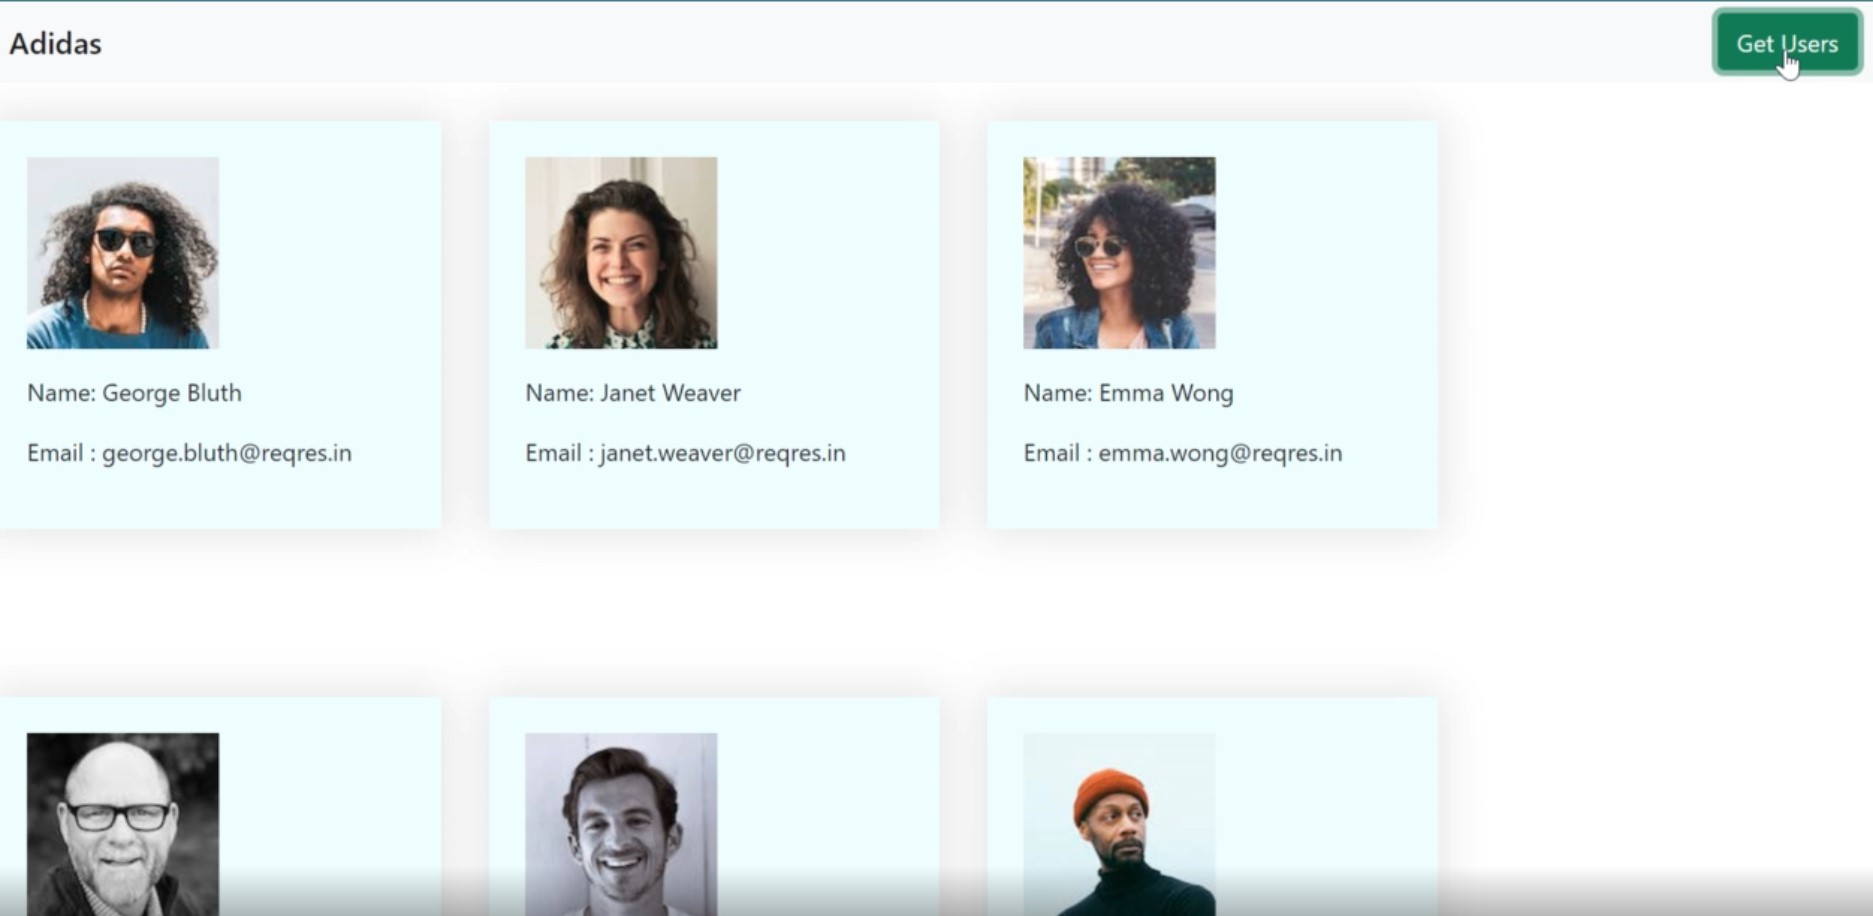 Adidas
Get Users
Name: George Bluth
Email : george.bluth@reqres.in
Name: Janet Weaver
Email : janet.weaver@reqres.in
Name: Emma Wong
Email : emma.wong@reqres.in